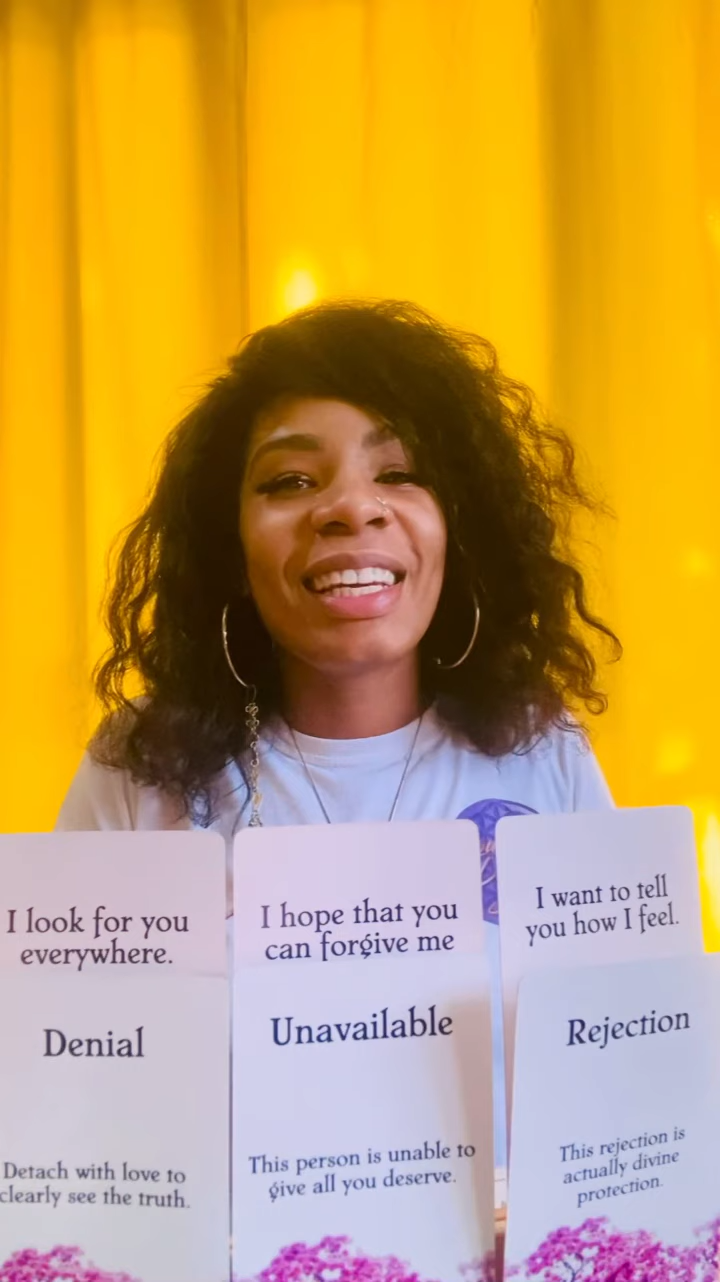 I look for you
everywhere.
I hope that you
can forgive me
I want to tell
you how I feel.
Denial
Detach with love to
clearly see the truth.
Unavailable
This person is unable to
give all you deserve.
Rejection
This rejection is
actually divine
protection.